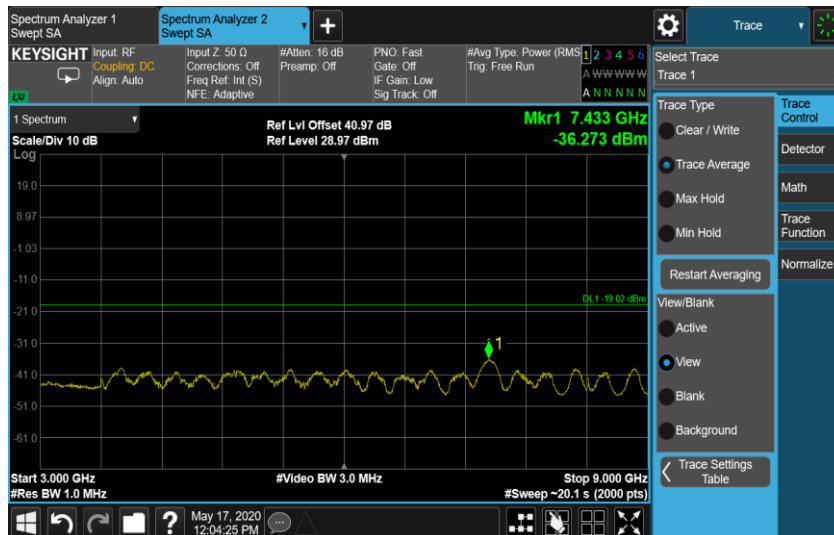 Spectrum Analyzer 1
Swept SA
Spectrum Analyzer 2
Swept SA
+
Trace
KEYSIGHT
Input: RF
Coupling: DC
Align: Auto
Input Z: 50 Ω
Corrections: Off
Freq Ref: Int (S)
NFE: Adaptive
#Atten: 16 dB
Preamp: Off
PNO: Fast
Gate: Off
IF Gain: Low
Sig Track: Off
#Avg Type: Power (RMS
Trig: Free Run
1 2 3 4 5 6
A W W W W W
A N N N N N
LXI
Select Trace
Trace 1
1 Spectrum
Scale/Div 10 dB
Ref Lvl Offset 40.97 dB
Ref Level 28.97 dBm
Mkr1 7.433 GHz
-36.273 dBm
Log
19.0
8.97
-1.03
-11.0
-21.0
-31.0
-41.0
-51.0
-61.0
DL1 -19.02 dBm
1
Start 3.000 GHz
#Res BW 1.0 MHz
#Video BW 3.0 MHz
Stop 9.000 GHz
#Sweep ~20.1 s (2000 pts)
Trace Type
Clear / Write
Trace Average
Max Hold
Min Hold
Restart Averaging
View/Blank
Active
View
Blank
Background
Trace Settings
Table
Trace
Control
Detector
Math
Trace
Function
Normalize
?
May 17, 2020
12:04:25 PM